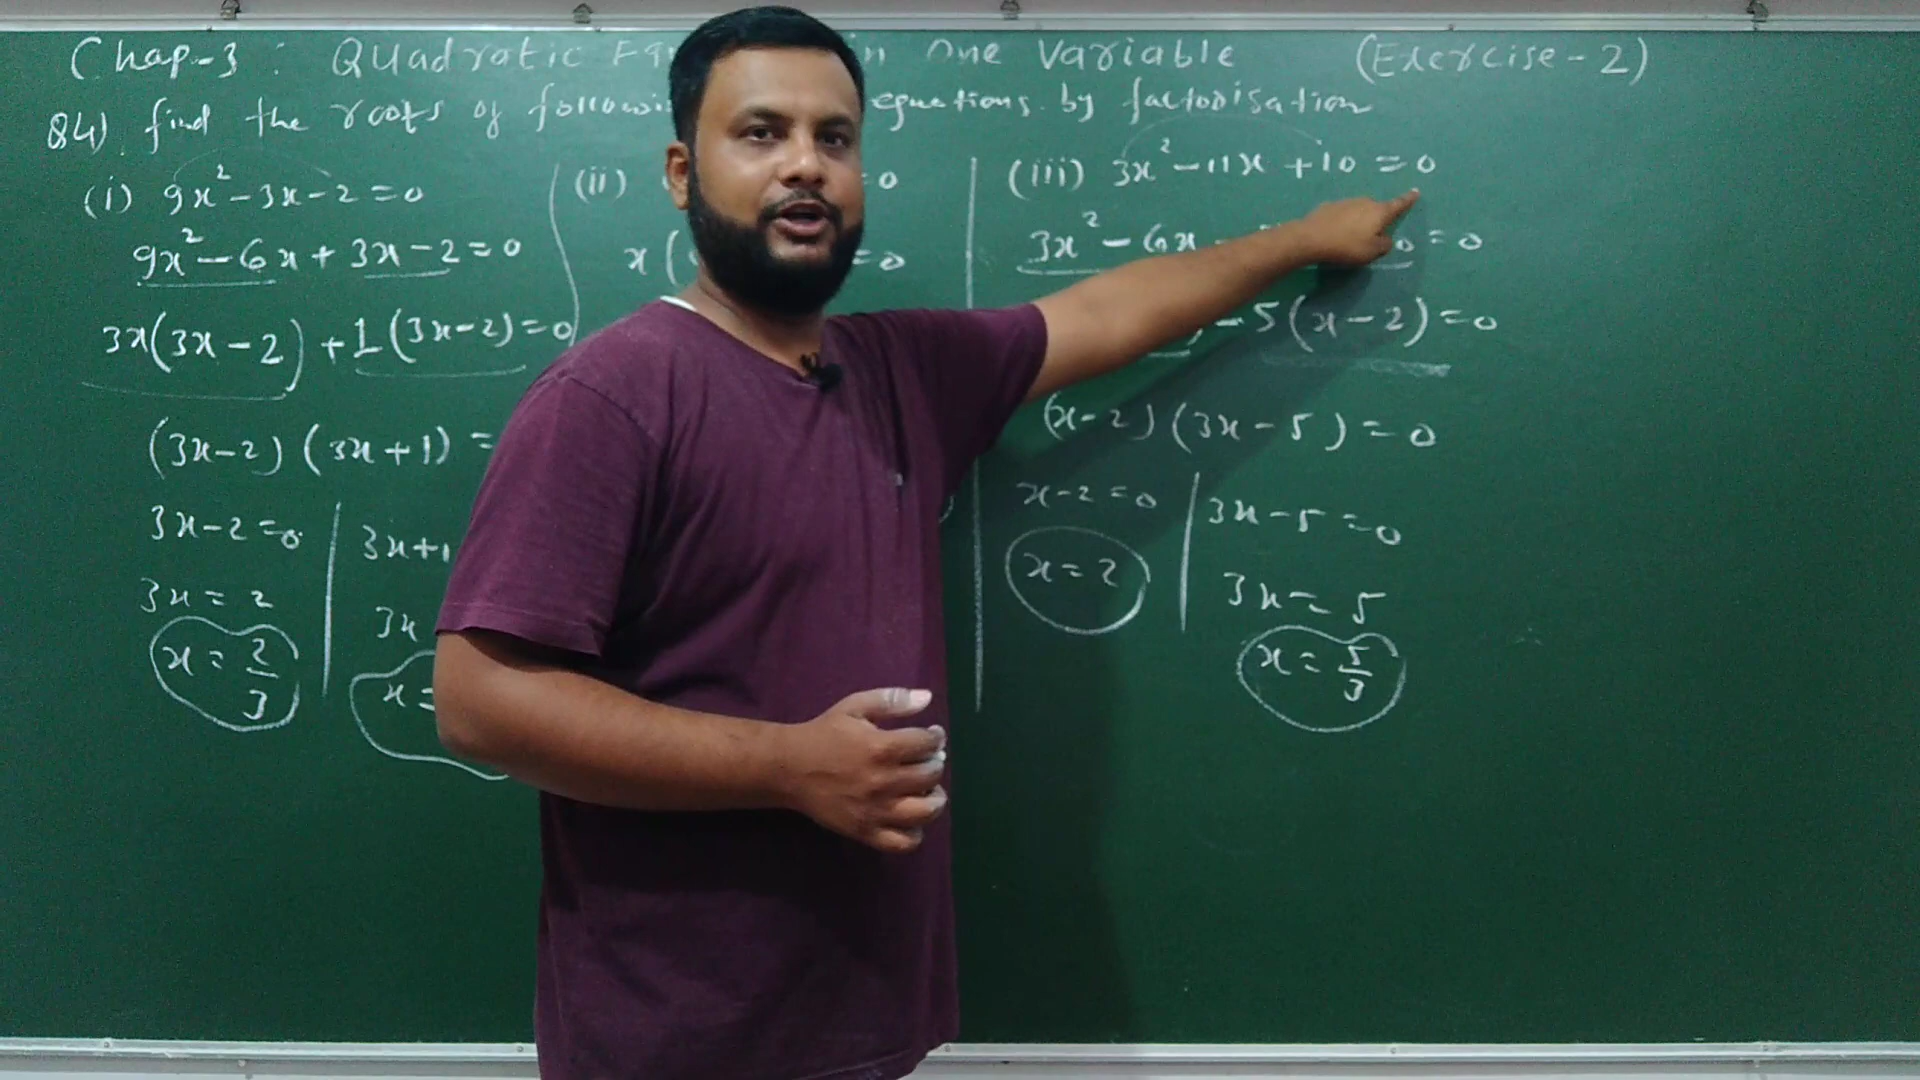 Chap-3 : Quadratic in One Variable (Exercise-2)
Q4) find the roots of equations by factorisation
(i) 9x² - 3x - 2 = 0
9x² - 6x + 3x - 2 = 0
3x(3x - 2) + 1(3x - 2) = 0
(3x - 2) (3x + 1) =
3x - 2 = 0
3x = 2
x = 2/3
3x + 1
3x
x =
(ii) = 0
x ( = 0
(iii) 3x² - 11x + 10 = 0
3x² - 6x - 0 = 0
- 5(x - 2) = 0
(x - 2) (3x - 5) = 0
x - 2 = 0
x = 2
3x - 5 = 0
3x = 5
x = 5/3